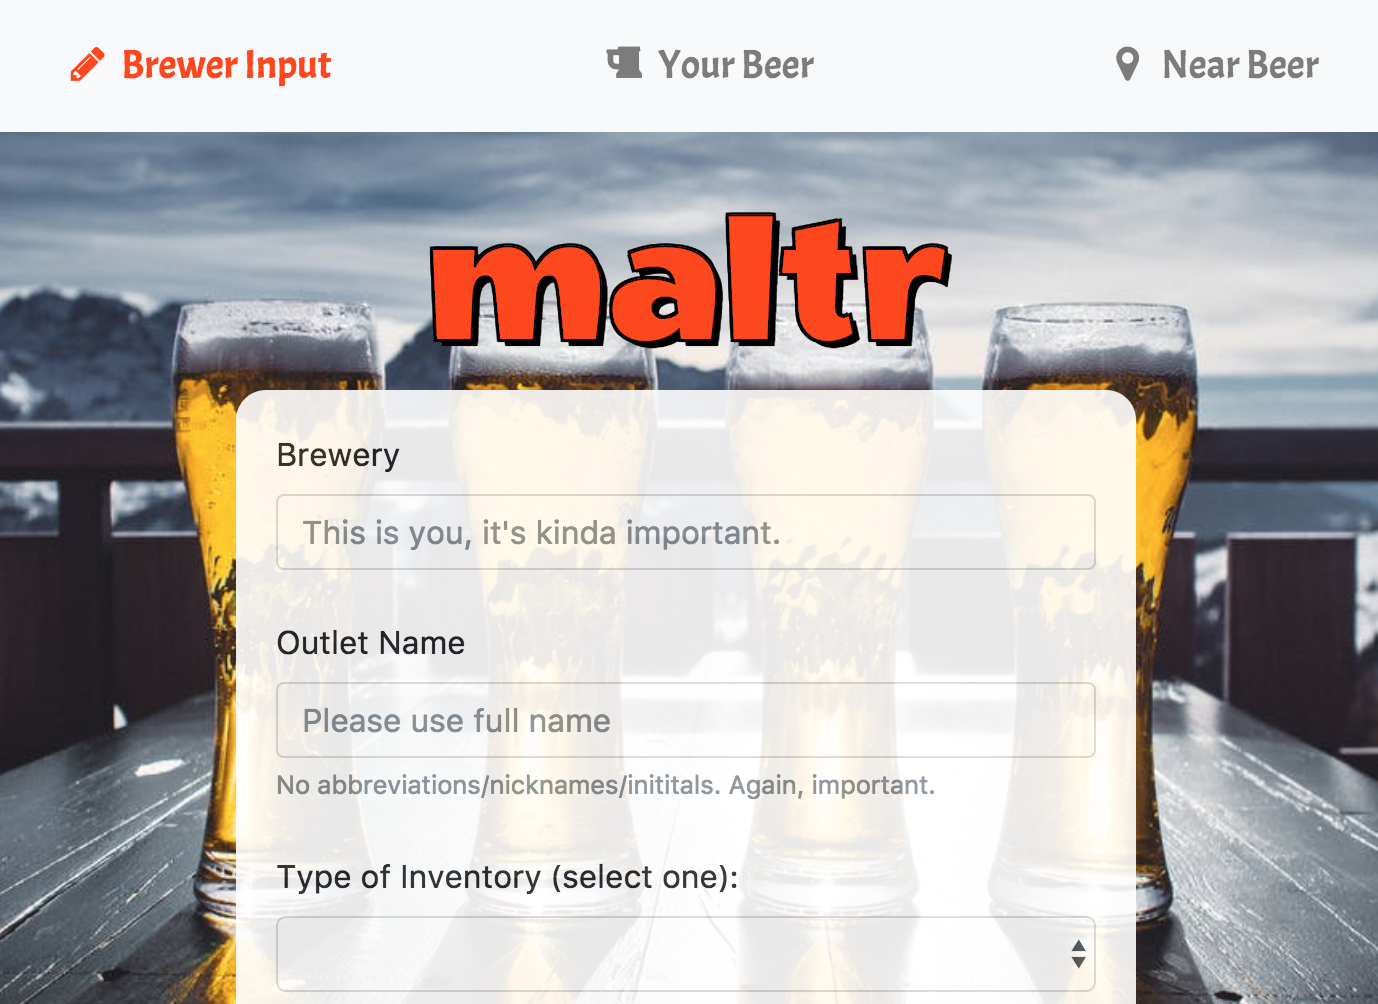 Brewer Input
Your Beer
Near Beer
maltr
Brewery
This is you, it's kinda important.
Outlet Name
Please use full name
No abbreviations/nicknames/inititals. Again, important.
Type of Inventory (select one):